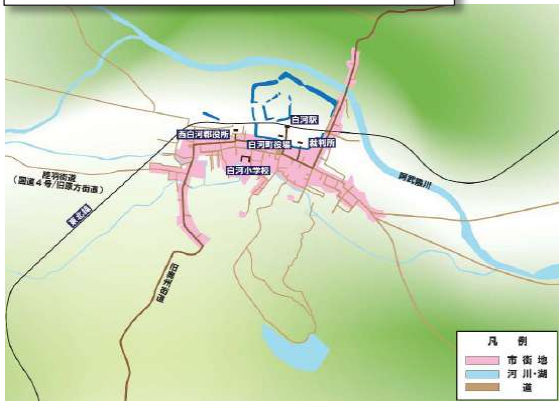 白河駅
西白河郡役所
白河町役場
裁判所
白河小学校
陸羽街道
(国道4号/旧原方街道)
東北線
阿武隈川
旧奥州街道
凡 例
市 街 地
河 川・湖
道